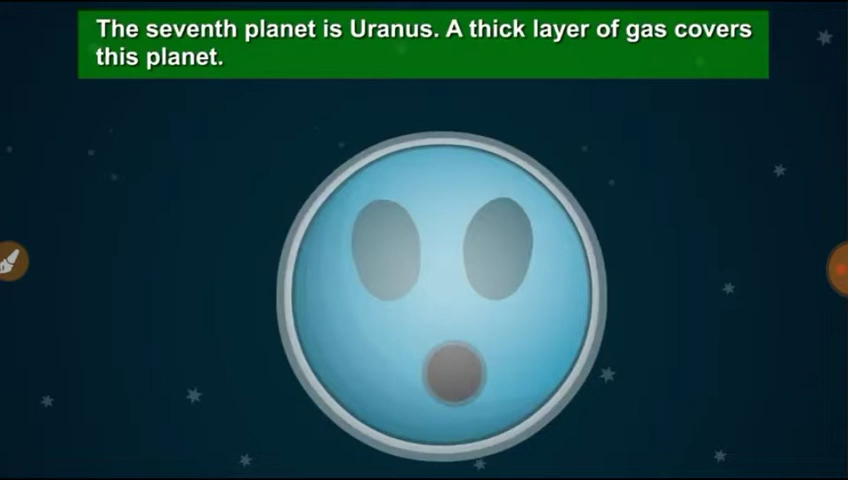 The seventh planet is Uranus. A thick layer of gas covers
this planet.